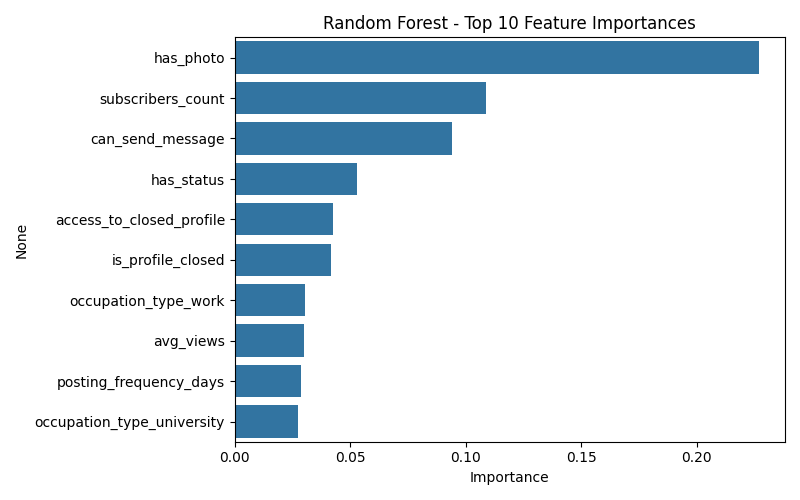 Random Forest - Top 10 Feature Importances
has_photo
subscribers_count
can_send_message
has_status
access_to_closed_profile
is_profile_closed
occupation_type_work
avg_views
posting_frequency_days
occupation_type_university
None
0.00 0.05 0.10 0.15 0.20
Importance